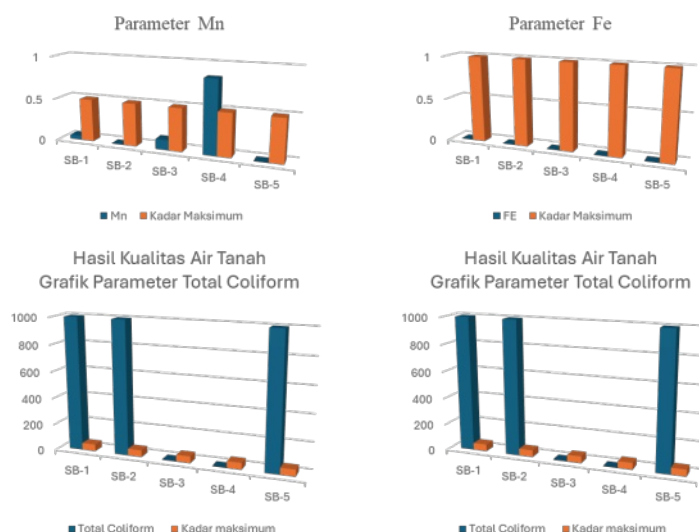 Parameter Mn
1
0.5
0
SB-1 SB-2 SB-3 SB-4 SB-5
Mn Kadar Maksimum
Parameter Fe
1
0.5
0
SB-1 SB-2 SB-3 SB-4 SB-5
FE Kadar Maksimum
Hasil Kualitas Air Tanah
Grafik Parameter Total Coliform
1000
800
600
400
200
0
SB-1 SB-2 SB-3 SB-4 SB-5
Total Coliform Kadar maksimum
Hasil Kualitas Air Tanah
Grafik Parameter Total Coliform
1000
800
600
400
200
0
SB-1 SB-2 SB-3 SB-4 SB-5
Total Coliform Kadar maksimum